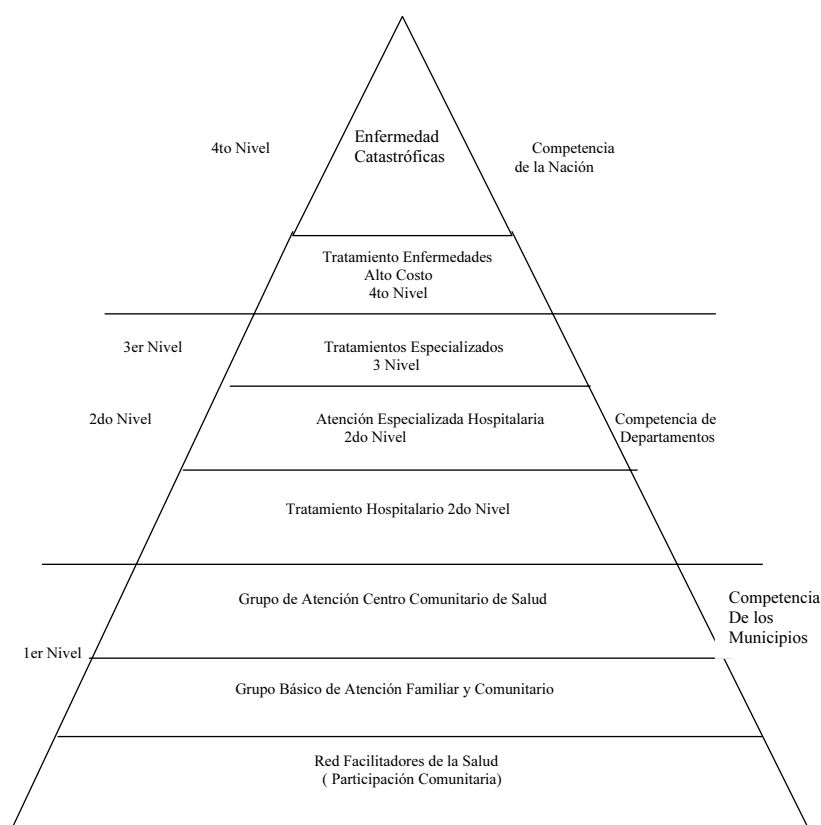 4to Nivel
Enfermedad
Catastróficas
Competencia
de la Nación
Tratamiento Enfermedades
Alto Costo
4to Nivel
3er Nivel
Tratamientos Especializados
3 Nivel
2do Nivel
Atención Especializada Hospitalaria
2do Nivel
Competencia de
Departamentos
Tratamiento Hospitalario 2do Nivel
Grupo de Atención Centro Comunitario de Salud
Competencia
De los
Municipios
1er Nivel
Grupo Básico de Atención Familiar y Comunitario
Red Facilitadores de la Salud
( Participación Comunitaria)